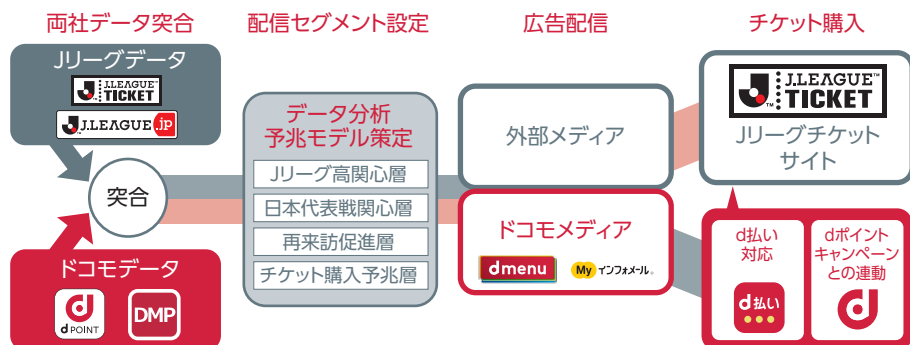 両社データ突合
配信セグメント設定
広告配信
チケット購入
Jリーグデータ
J.LEAGUE™
TICKET
J.LEAGUE.jp
突合
ドコモデータ
d POINT
DMP
データ分析
予兆モデル策定
Jリーグ高関心層
日本代表戦関心層
再来訪促進層
チケット購入予兆層
外部メディア
ドコモメディア
dmenu
My インフォメール®
J.LEAGUE™
TICKET
Jリーグチケット
サイト
d払い
対応
d払い
dポイント
キャンペーン
との連動
d